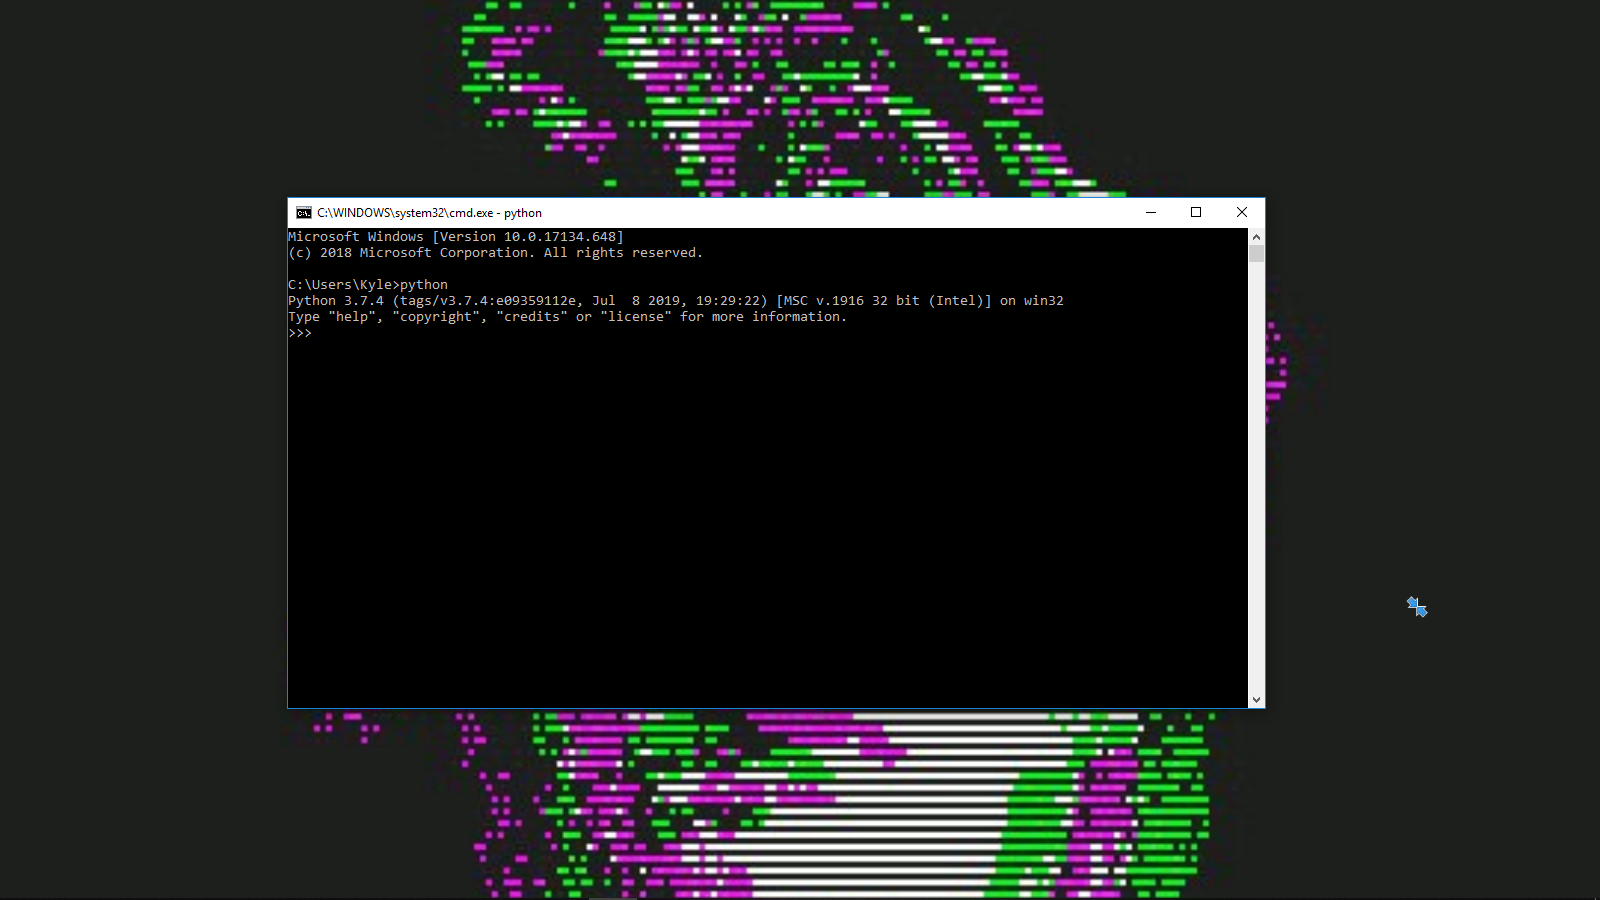 C:\WINDOWS\system32\cmd.exe - python
Microsoft Windows [Version 10.0.17134.648]
(c) 2018 Microsoft Corporation. All rights reserved.
C:\Users\Kyle>python
Python 3.7.4 (tags/v3.7.4:e09359112e, Jul  8 2019, 19:29:22) [MSC v.1916 32 bit (Intel)] on win32
Type "help", "copyright", "credits" or "license" for more information.
>>>